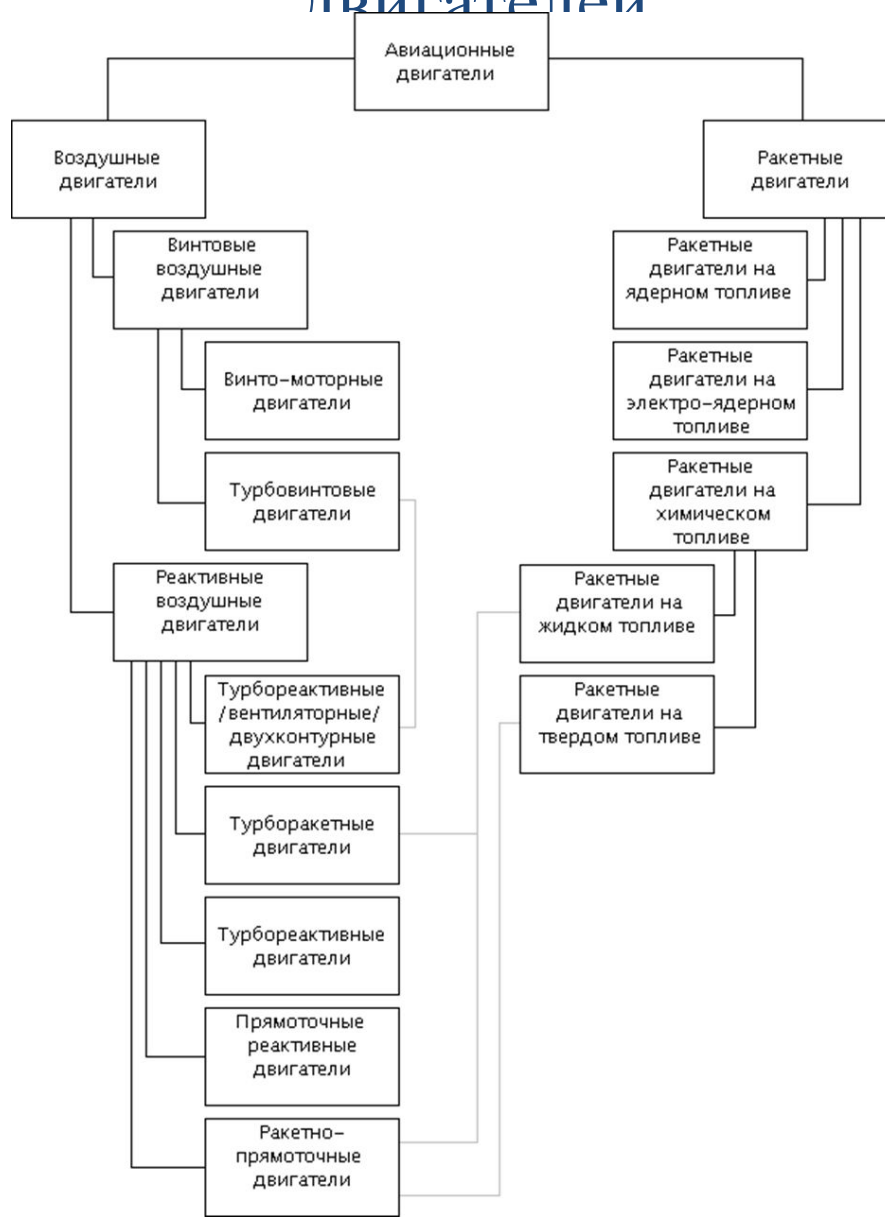 двигателей
Авиационные
двигатели
Воздушные
двигатели
Ракетные
двигатели
Винтовые
воздушные
двигатели
Винто-моторные
двигатели
Турбовинтовые
двигатели
Реактивные
воздушные
двигатели
Турбореактивные
/вентиляторные/
двухконтурные
двигатели
Турборакетные
двигатели
Турбореактивные
двигатели
Прямоточные
реактивные
двигатели
Ракетно-
прямоточные
двигатели
Ракетные
двигатели на
ядерном топливе
Ракетные
двигатели на
электро-ядерном
топливе
Ракетные
двигатели на
химическом
топливе
Ракетные
двигатели на
жидком топливе
Ракетные
двигатели на
твердом топливе